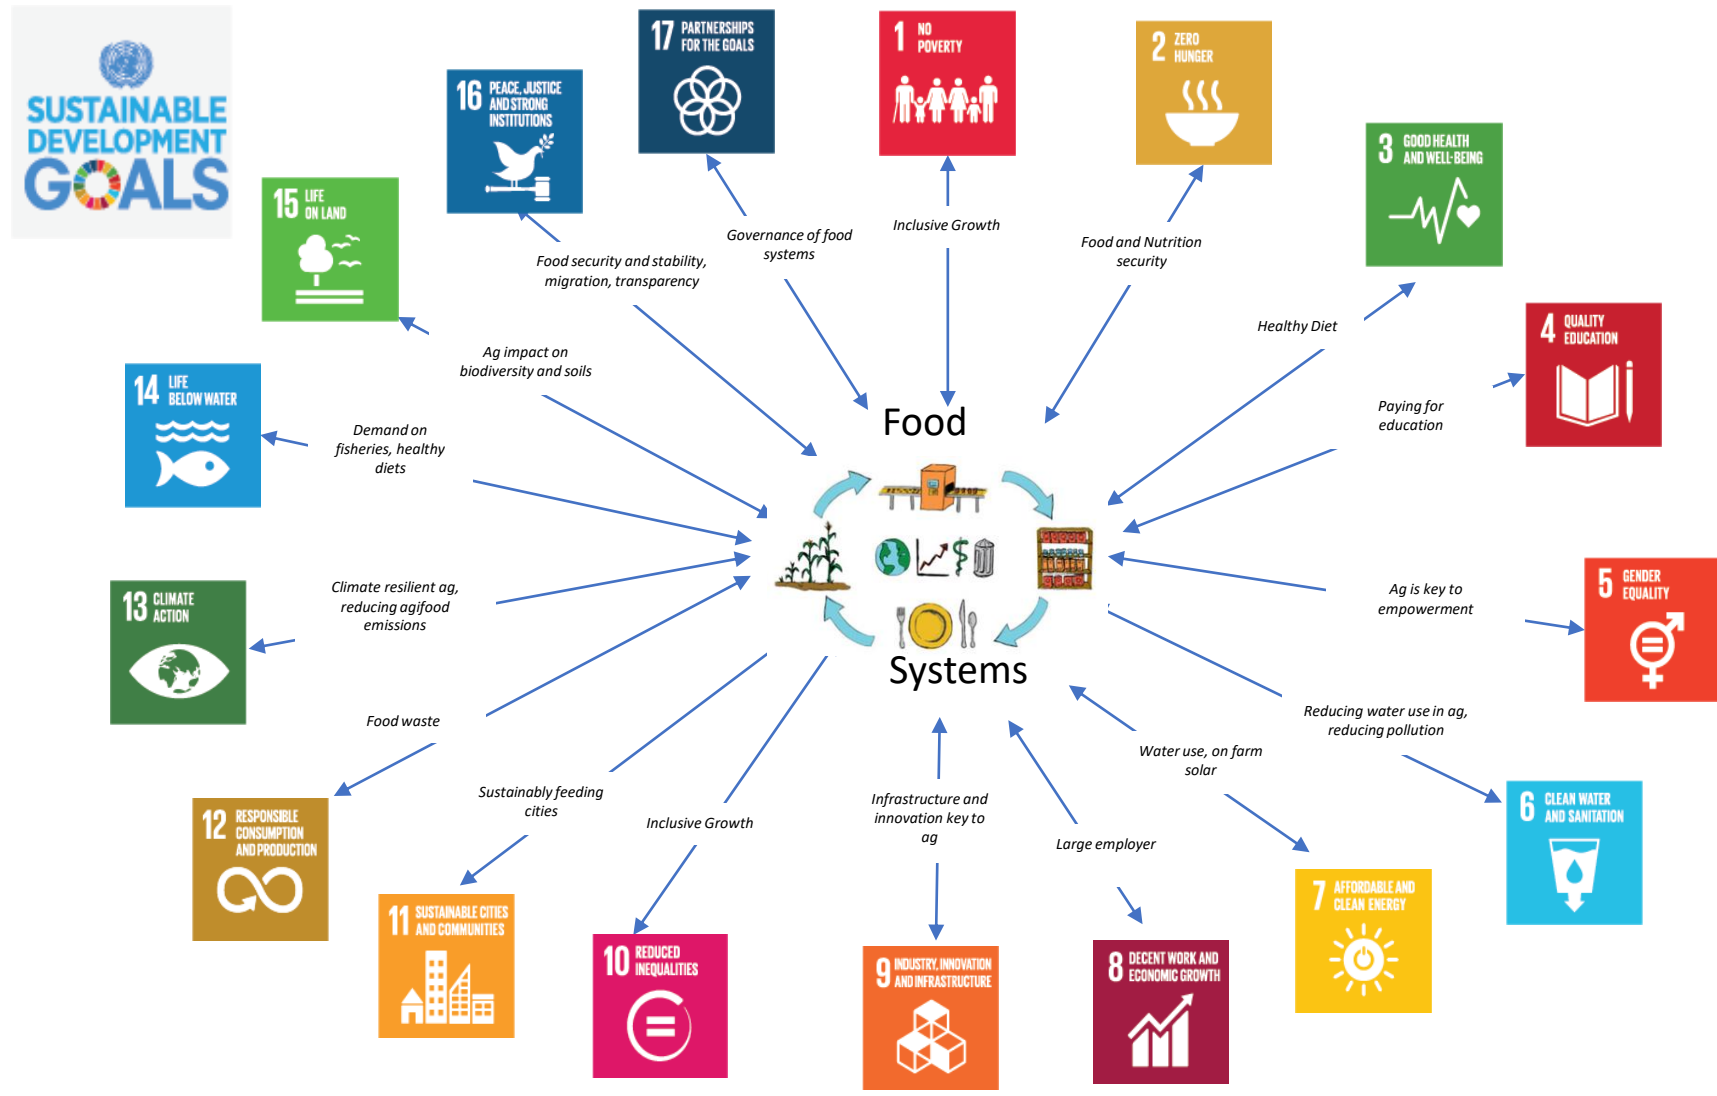 SUSTAINABLE
DEVELOPMENT
GOALS
17 PARTNERSHIPS
FOR THE GOALS
1 NO
POVERTY
2 ZERO
HUNGER
16 PEACE, JUSTICE
AND STRONG
INSTITUTIONS
3 GOOD HEALTH
AND WELL-BEING
15 LIFE
ON LAND
4 QUALITY
EDUCATION
14 LIFE
BELOW WATER
5 GENDER
EQUALITY
13 CLIMATE
ACTION
6 CLEAN WATER
AND SANITATION
12 RESPONSIBLE
CONSUMPTION
AND PRODUCTION
7 AFFORDABLE AND
CLEAN ENERGY
11 SUSTAINABLE CITIES
AND COMMUNITIES
10 REDUCED
INEQUALITIES
9 INDUSTRY, INNOVATION
AND INFRASTRUCTURE
8 DECENT WORK AND
ECONOMIC GROWTH
Governance of food
systems
Inclusive Growth
Food and Nutrition
security
Food security and stability,
migration, transparency
Healthy Diet
Ag impact on
biodiversity and soils
Paying for
education
Demand on
fisheries, healthy
diets
Food
Systems
Climate resilient ag,
reducing agifood
emissions
Ag is key to
empowerment
Food waste
Reducing water use in ag,
reducing pollution
Water use, on farm
solar
Sustainably feeding
cities
Inclusive Growth
Infrastructure and
innovation key to
ag
Large employer